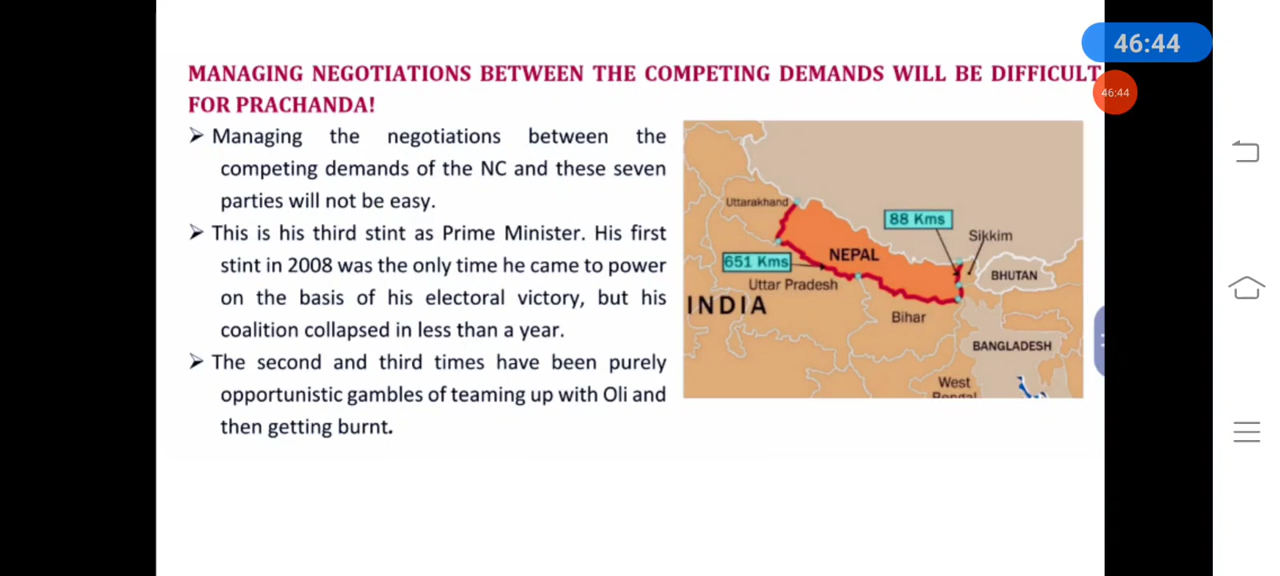 46:44
46:44
MANAGING NEGOTIATIONS BETWEEN THE COMPETING DEMANDS WILL BE DIFFICULT
FOR PRACHANDA!
➢ Managing the negotiations between the
competing demands of the NC and these seven
parties will not be easy.
➢ This is his third stint as Prime Minister. His first
stint in 2008 was the only time he came to power
on the basis of his electoral victory, but his
coalition collapsed in less than a year.
➢ The second and third times have been purely
opportunistic gambles of teaming up with Oli and
then getting burnt.
Uttarakhand
88 Kms
Sikkim
NEPAL
651 Kms
BHUTAN
Uttar Pradesh
INDIA
Bihar
BANGLADESH
West
Bengal